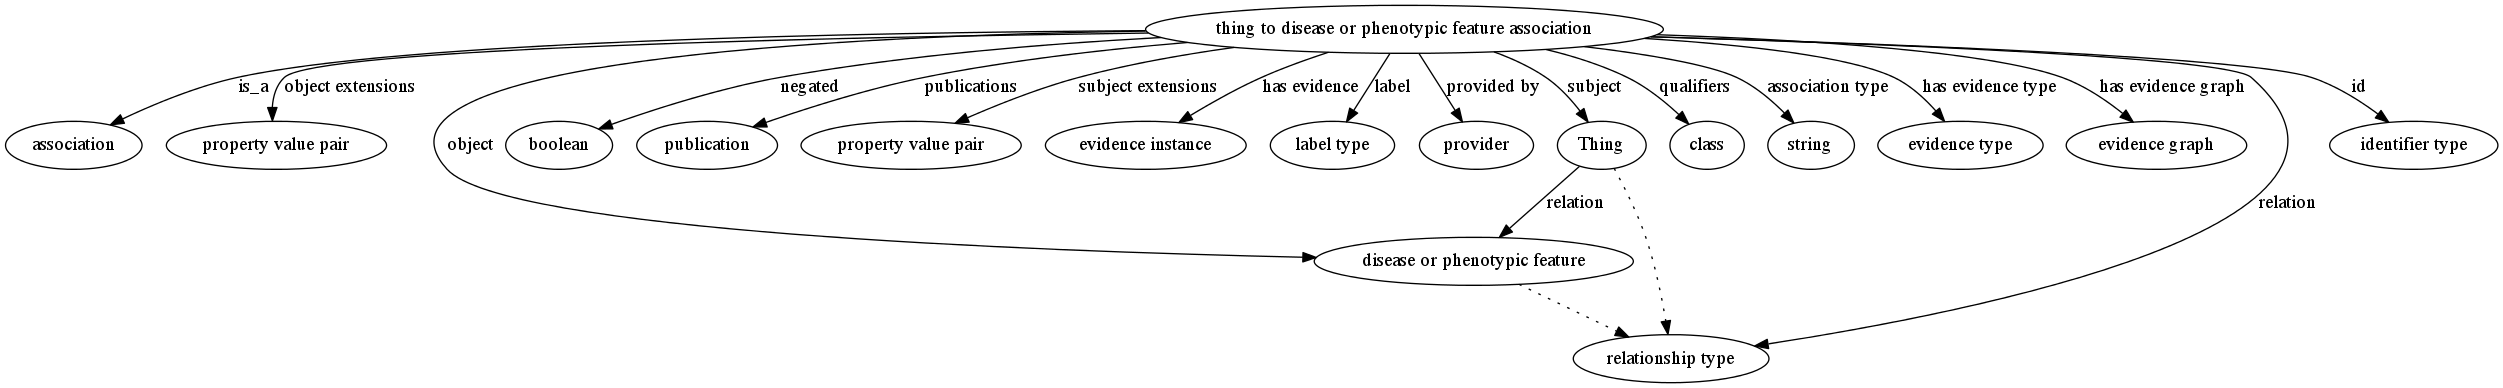 thing to disease or phenotypic feature association
is_a
object extensions
negated
publications
subject extensions
has evidence
label
provided by
subject
qualifiers
association type
has evidence type
has evidence graph
id
association
property value pair
object
boolean
publication
property value pair
evidence instance
label type
provider
Thing
class
string
evidence type
evidence graph
identifier type
relation
relation
disease or phenotypic feature
relationship type